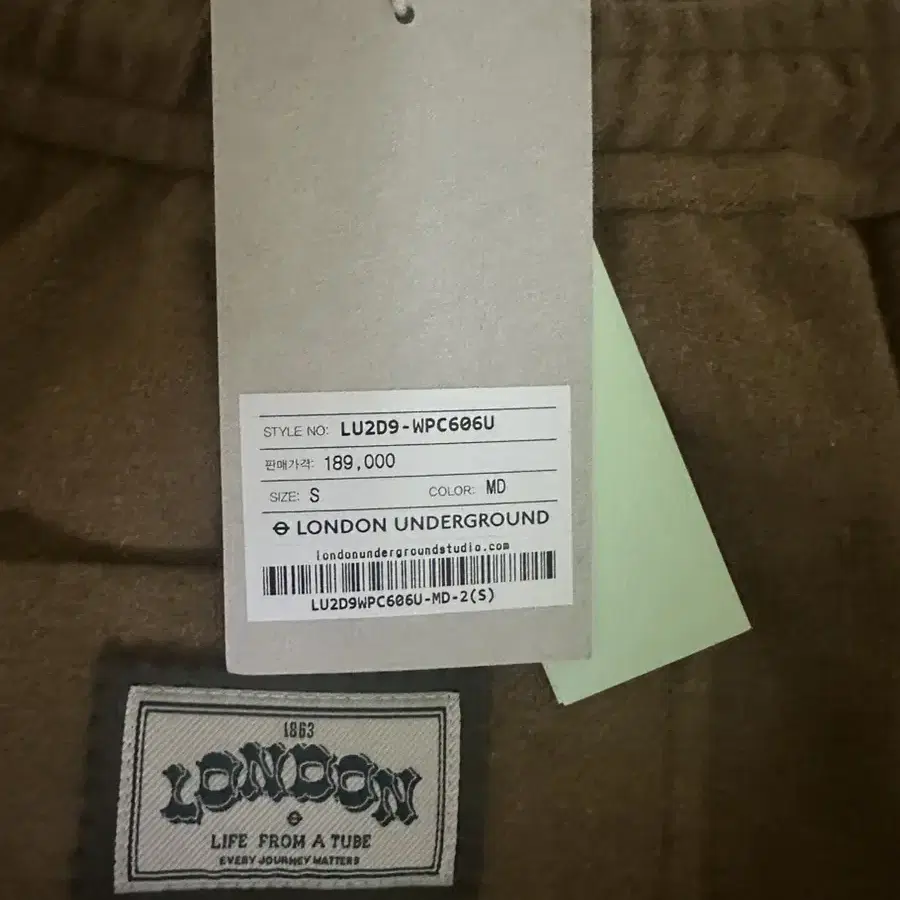 STYLE NO: LU2D9-WPC606U
판매가격: 189,000
SIZE: S COLOR: MD
LONDON UNDERGROUND
londonundergroundstudio.com
LU2D9WPC606U-MD-2(S)
1863
LONDON
LIFE FROM A TUBE
EVERY JOURNEY MATTERS